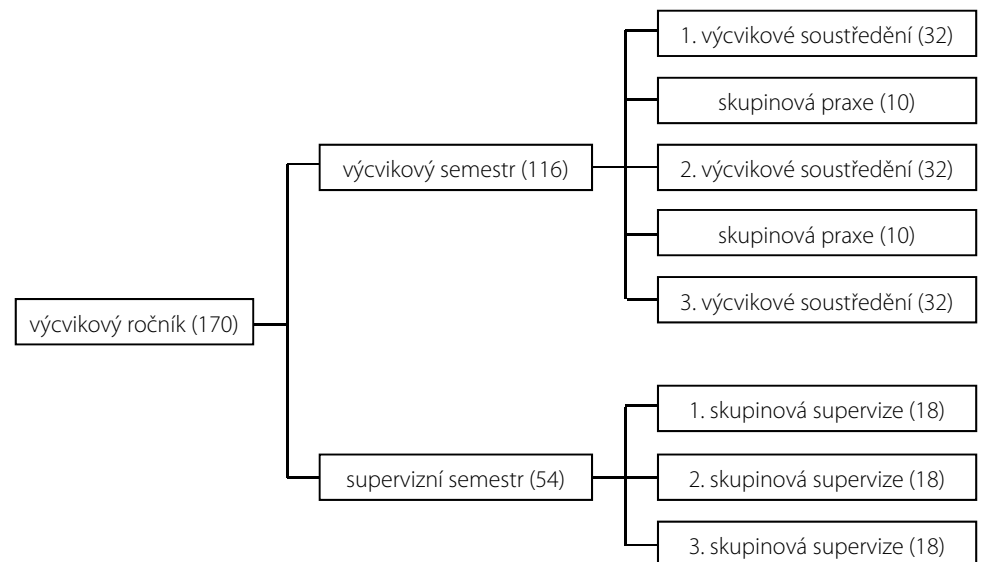 1. výcvikové soustředění (32)
skupinová praxe (10)
výcvikový semestr (116)
2. výcvikové soustředění (32)
skupinová praxe (10)
3. výcvikové soustředění (32)
výcvikový ročník (170)
1. skupinová supervize (18)
supervizní semestr (54)
2. skupinová supervize (18)
3. skupinová supervize (18)